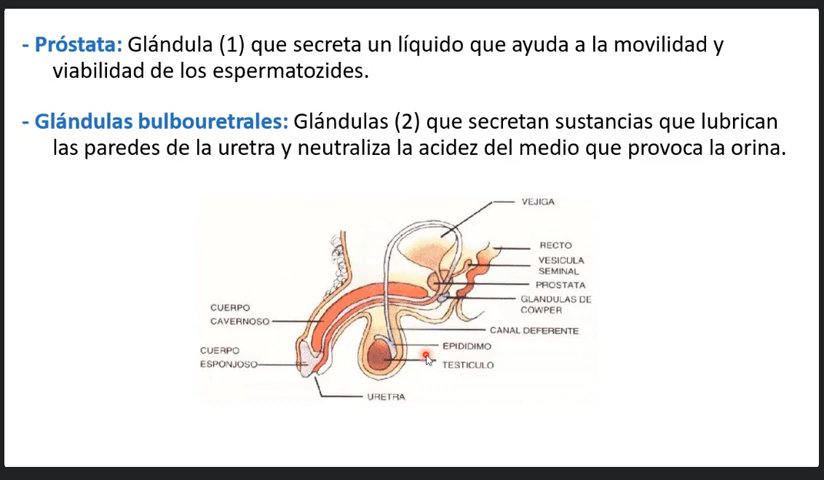 - Próstata: Glándula (1) que secreta un líquido que ayuda a la movilidad y
viabilidad de los espermatozides.
- Glándulas bulbouretrales: Glándulas (2) que secretan sustancias que lubrican
las paredes de la uretra y neutraliza la acidez del medio que provoca la orina.
VEJIGA
RECTO
VESICULA
SEMINAL
PROSTATA
GLANDULAS DE
COWPER
CUERPO
CAVERNOSO
CANAL DEFERENTE
EPIDIDIMO
CUERPO
ESPONJOSO
TESTICULO
URETRA